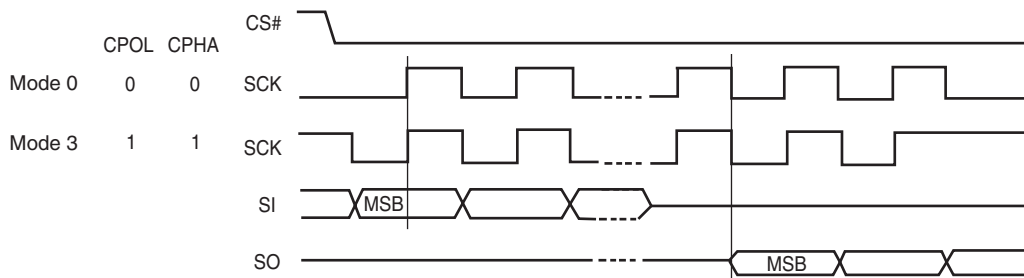 CS#
CPOL CPHA
Mode 0 0 0 SCK
Mode 3 1 1 SCK
SI MSB
SO MSB